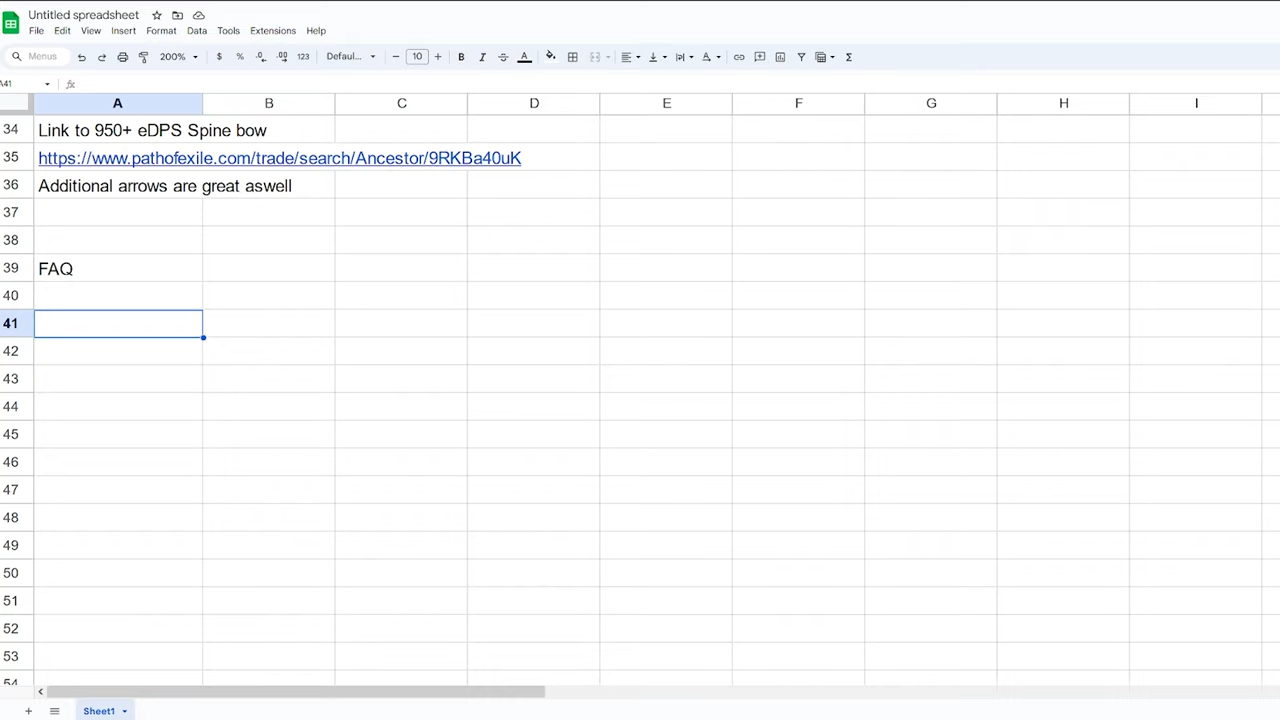 Untitled spreadsheet
File Edit View Insert Format Data Tools Extensions Help
Menus 200% $ % .0 .00 123 Defaul... 10 B I S A Σ
A41 fx
A B C D E F G H I
34 Link to 950+ eDPS Spine bow
35 https://www.pathofexile.com/trade/search/Ancestor/9RKBa40uK
36 Additional arrows are great aswell
37
38
39 FAQ
40
41
42
43
44
45
46
47
48
49
50
51
52
53
54
Sheet1